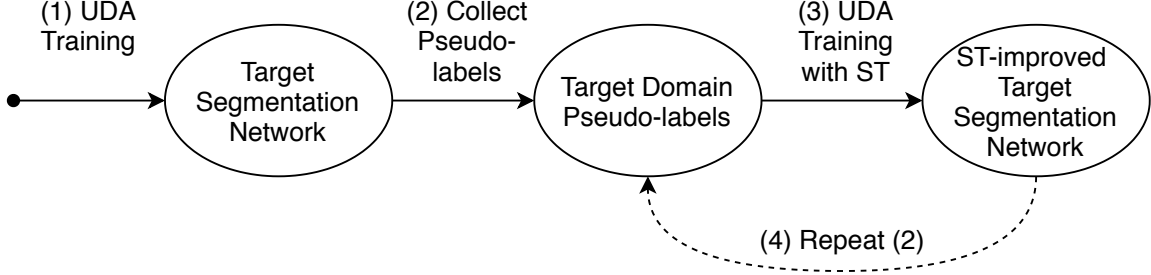 (1) UDA
Training
Target
Segmentation
Network
(2) Collect
Pseudo-
labels
Target Domain
Pseudo-labels
(3) UDA
Training
with ST
ST-improved
Target
Segmentation
Network
(4) Repeat (2)